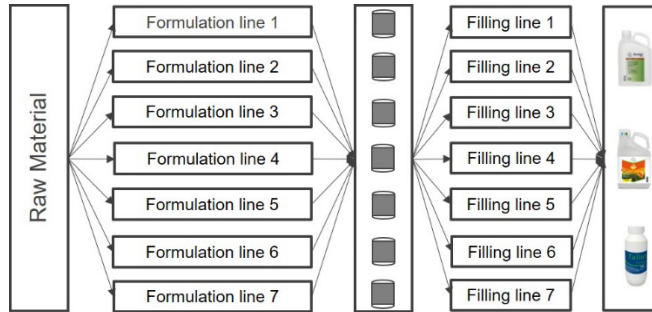 Raw Material
Formulation line 1
Formulation line 2
Formulation line 3
Formulation line 4
Formulation line 5
Formulation line 6
Formulation line 7
Filling line 1
Filling line 2
Filling line 3
Filling line 4
Filling line 5
Filling line 6
Filling line 7